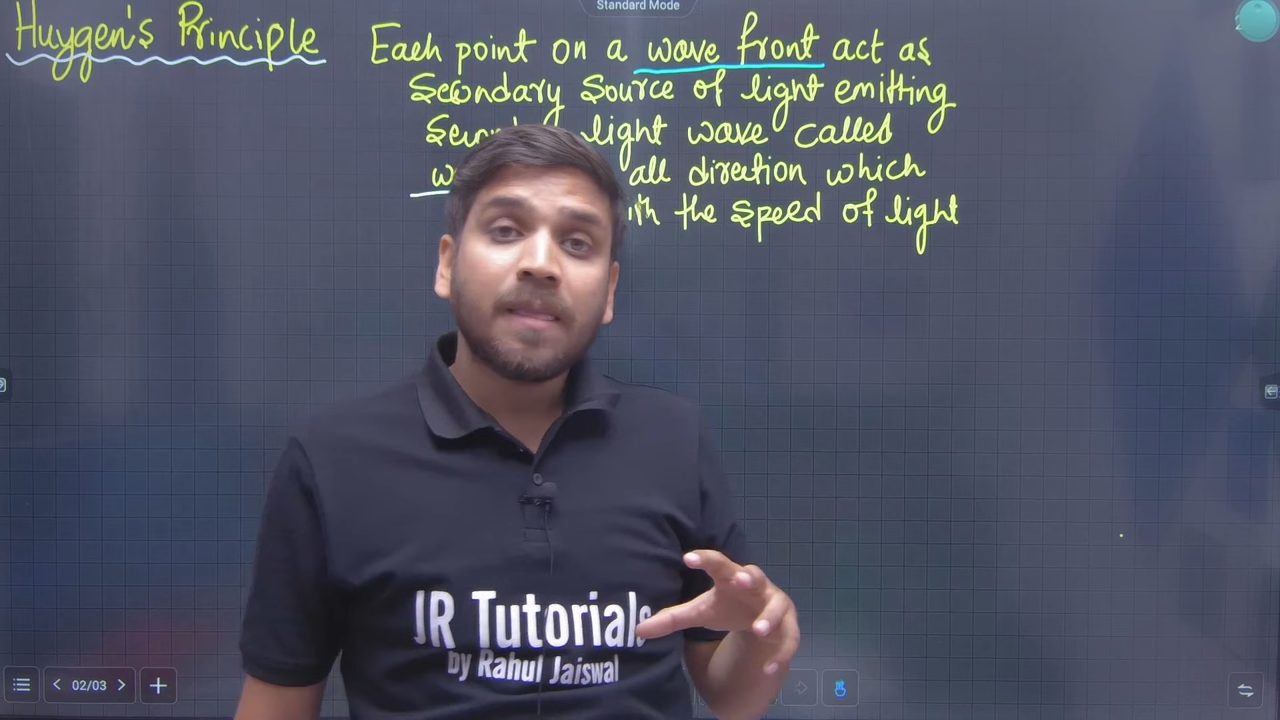 Standard Mode
Huygen's Principle
Each point on a wave front act as
Secondary Source of light emitting
light wave called
all direction which
the speed of light
JR Tutorials
by Rahul Jaiswal
02/03